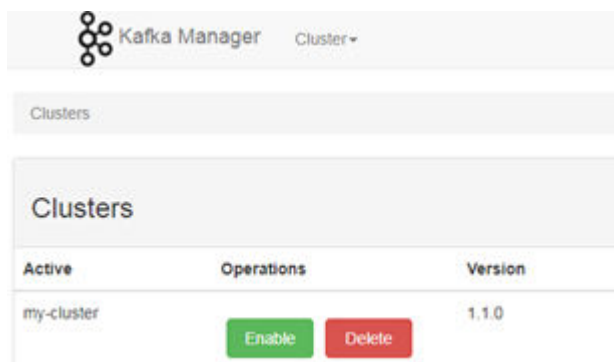 Kafka Manager Cluster
Clusters
Clusters
Active Operations Version
my-cluster Enable Delete 1.1.0